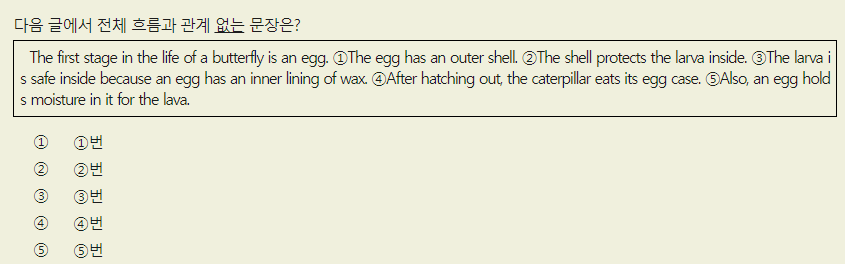 다음 글에서 전체 흐름과 관계 없는 문장은?
The first stage in the life of a butterfly is an egg. ①The egg has an outer shell. ②The shell protects the larva inside. ③The larva i
s safe inside because an egg has an inner lining of wax. ④After hatching out, the caterpillar eats its egg case. ⑤Also, an egg hold
s moisture in it for the lava.
① ①번
② ②번
③ ③번
④ ④번
⑤ ⑤번